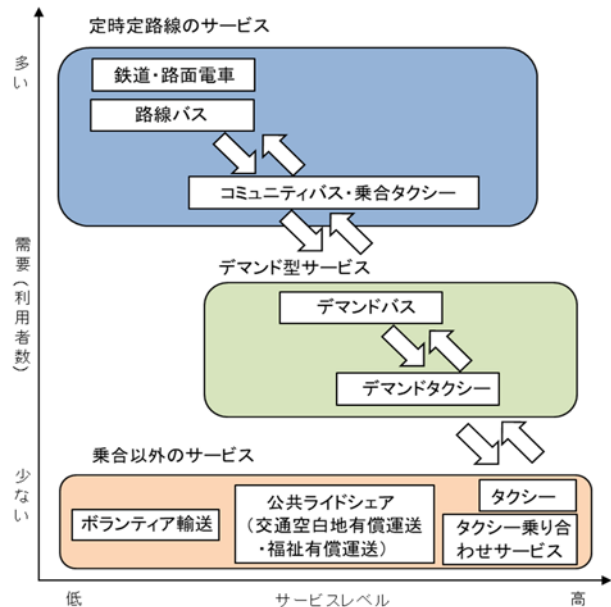 定時定路線のサービス
多い
鉄道・路面電車
路線バス
コミュニティバス・乗合タクシー
需要(利用者数)
デマンド型サービス
デマンドバス
デマンドタクシー
乗合以外のサービス
少ない
ボランティア輸送
公共ライドシェア
(交通空白地有償運送
・福祉有償運送)
タクシー
タクシー乗り合
わせサービス
低
サービスレベル
高